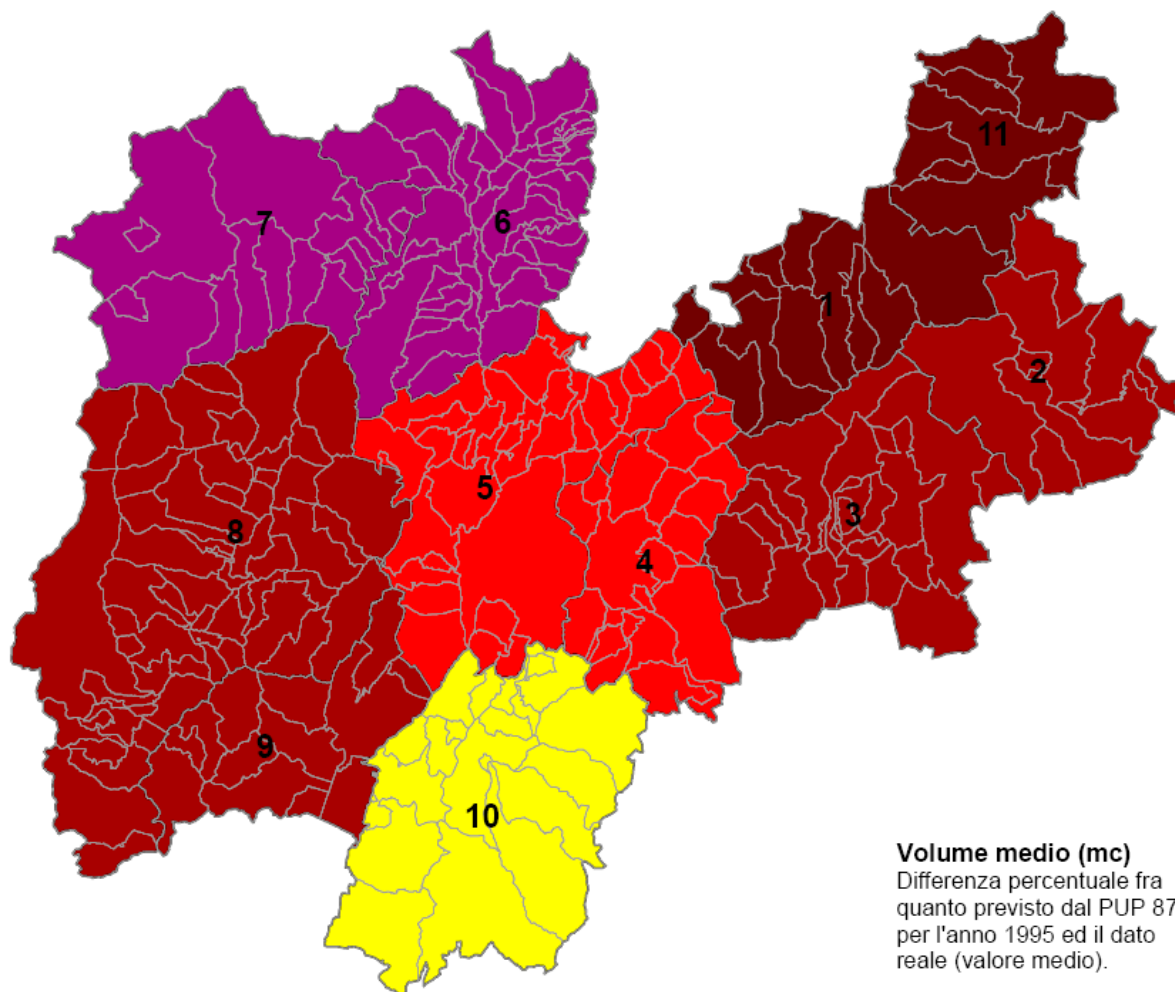 11
7
6
1
2
5
3
8
4
9
10
Volume medio (mc)
Differenza percentuale fra
quanto previsto dal PUP 87
per l'anno 1995 ed il dato
reale (valore medio).